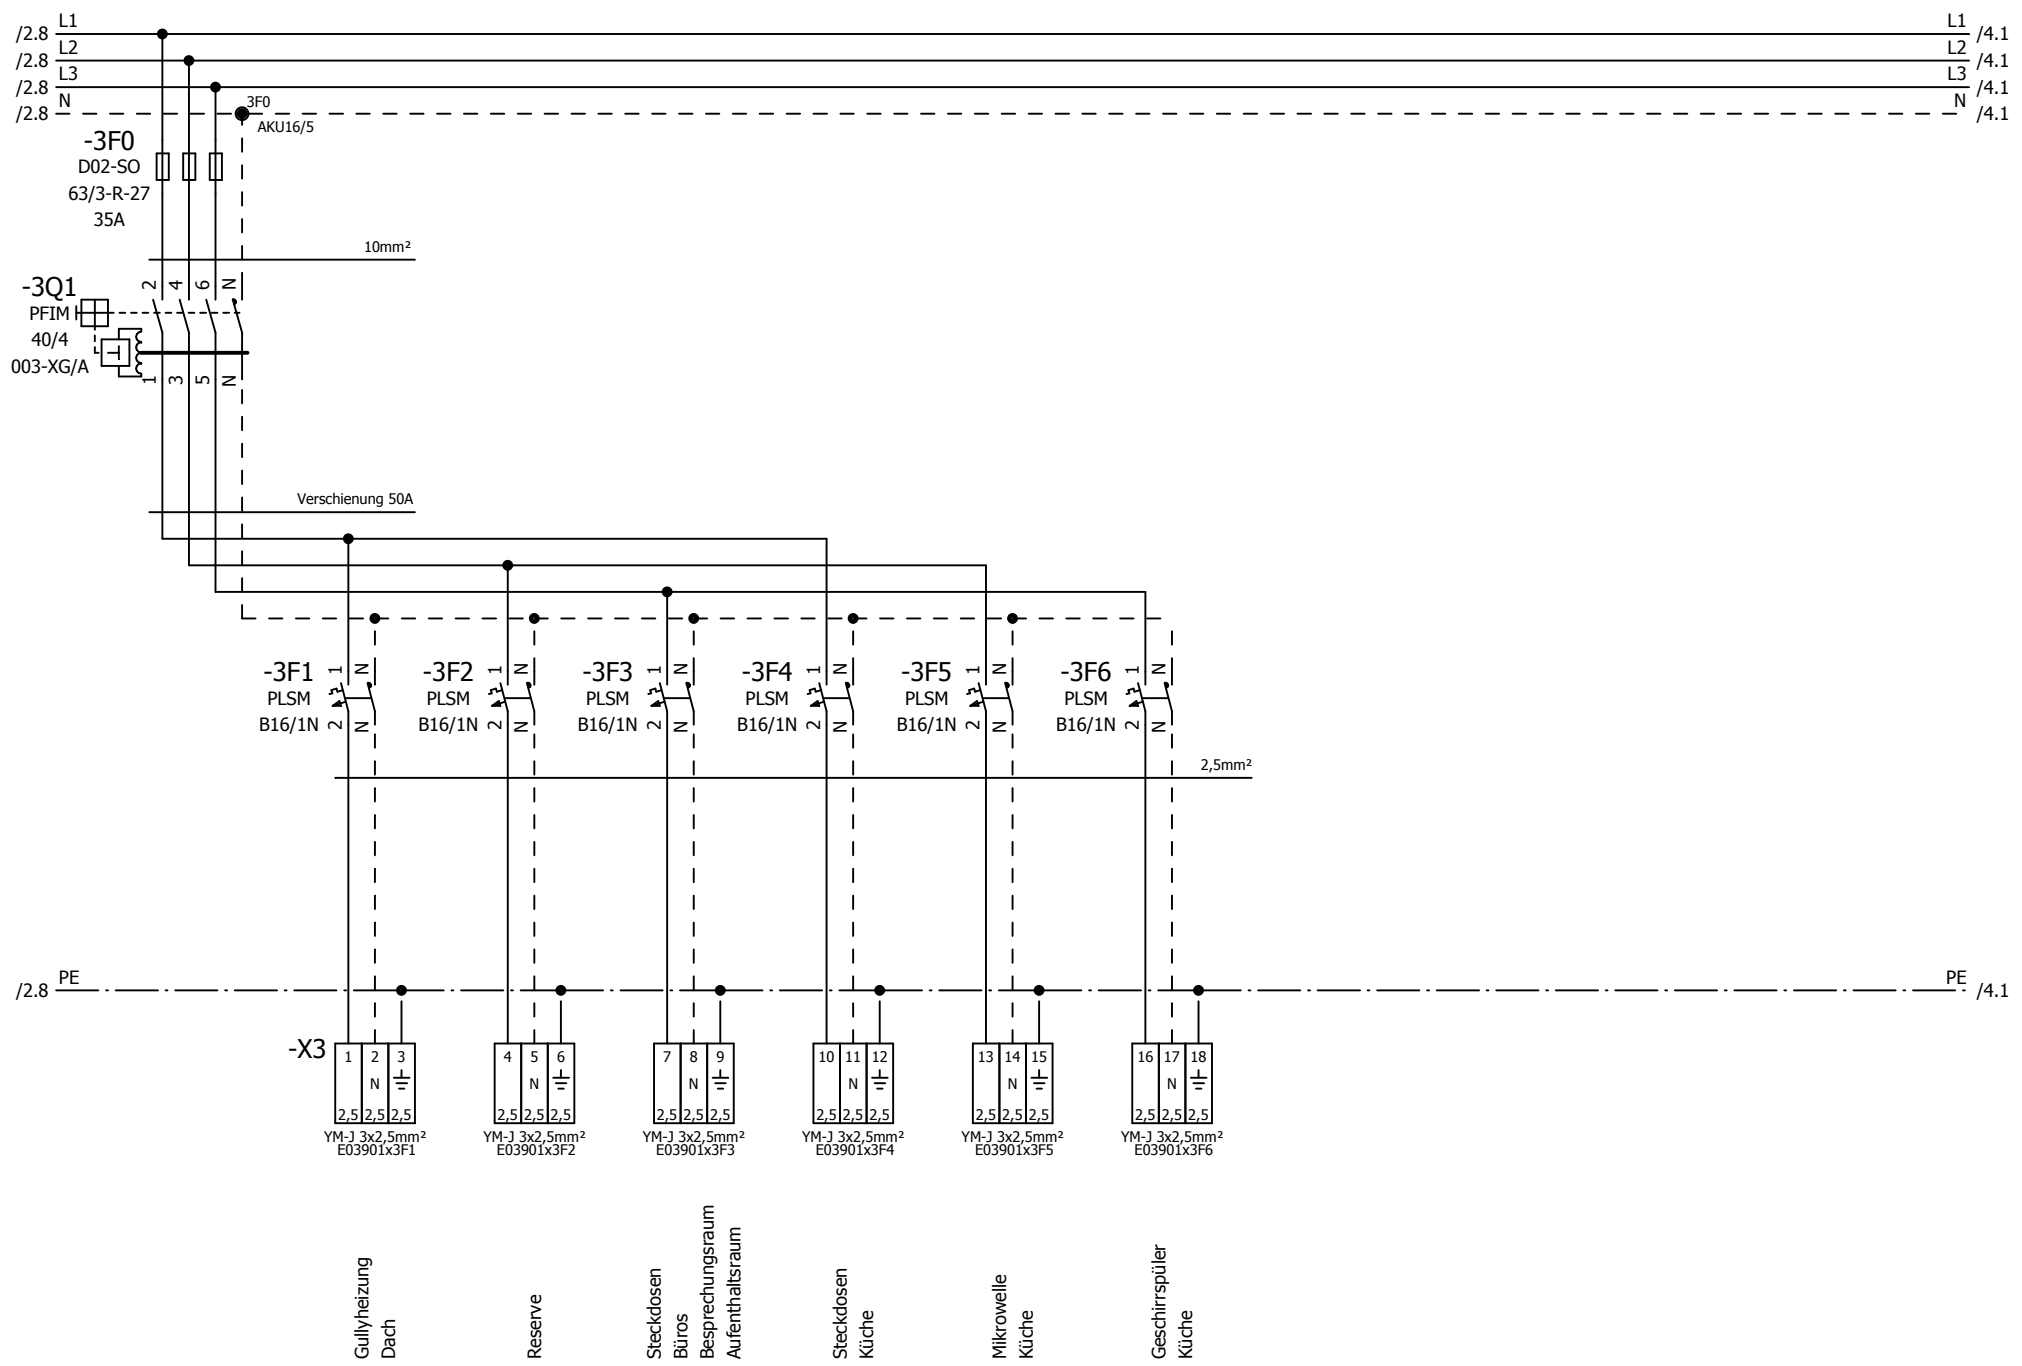 L1
/2.8
L2
/2.8
L3
/2.8
N
/2.8
L1
/4.1
L2
/4.1
L3
/4.1
N
/4.1
3F0
AKU16/5
-3F0
D02-SO
63/3-R-27
35A
10mm²
-3Q1
PFIM
40/4
003-XG/A
2 4 6 N
1 3 5 N
Verschienung 50A
-3F1
PLSM
B16/1N
1 N
2 N
-3F2
PLSM
B16/1N
1 N
2 N
-3F3
PLSM
B16/1N
1 N
2 N
-3F4
PLSM
B16/1N
1 N
2 N
-3F5
PLSM
B16/1N
1 N
2 N
-3F6
PLSM
B16/1N
1 N
2 N
2,5mm²
PE
/2.8
PE
/4.1
-X3
1 2 3
N
2,5 2,5 2,5
YM-J 3x2,5mm²
E03901x3F1
4 5 6
N
2,5 2,5 2,5
YM-J 3x2,5mm²
E03901x3F2
7 8 9
N
2,5 2,5 2,5
YM-J 3x2,5mm²
E03901x3F3
10 11 12
N
2,5 2,5 2,5
YM-J 3x2,5mm²
E03901x3F4
13 14 15
N
2,5 2,5 2,5
YM-J 3x2,5mm²
E03901x3F5
16 17 18
N
2,5 2,5 2,5
YM-J 3x2,5mm²
E03901x3F6
Gullyheizung
Dach
Reserve
Steckdosen
Büros
Besprechungsraum
Aufenthaltsraum
Steckdosen
Küche
Mikrowelle
Küche
Geschirrspüler
Küche